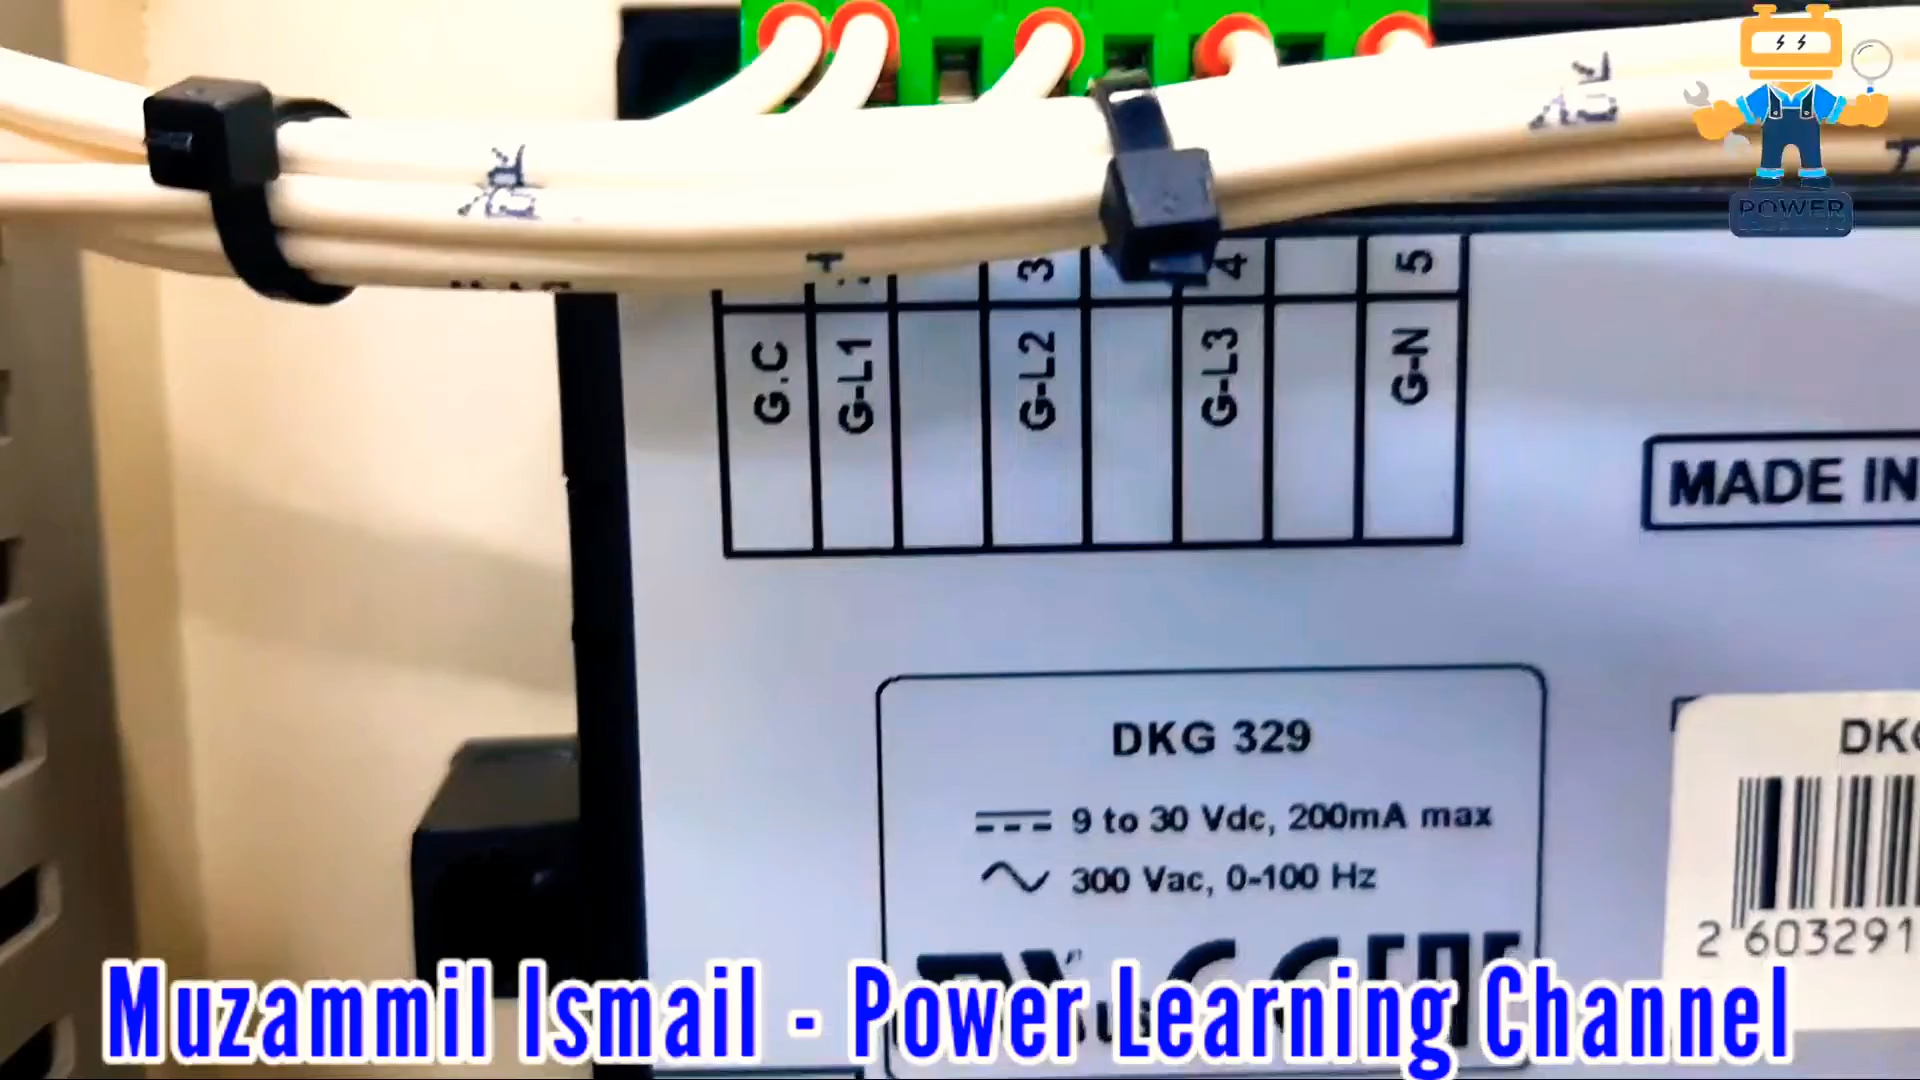 POWER
3
4
5
G.C
G-L1
G-L2
G-L3
G-N
MADE IN
DKG 329
9 to 30 Vdc, 200mA max
300 Vac, 0-100 Hz
2 603291
Muzammil Ismail - Power Learning Channel